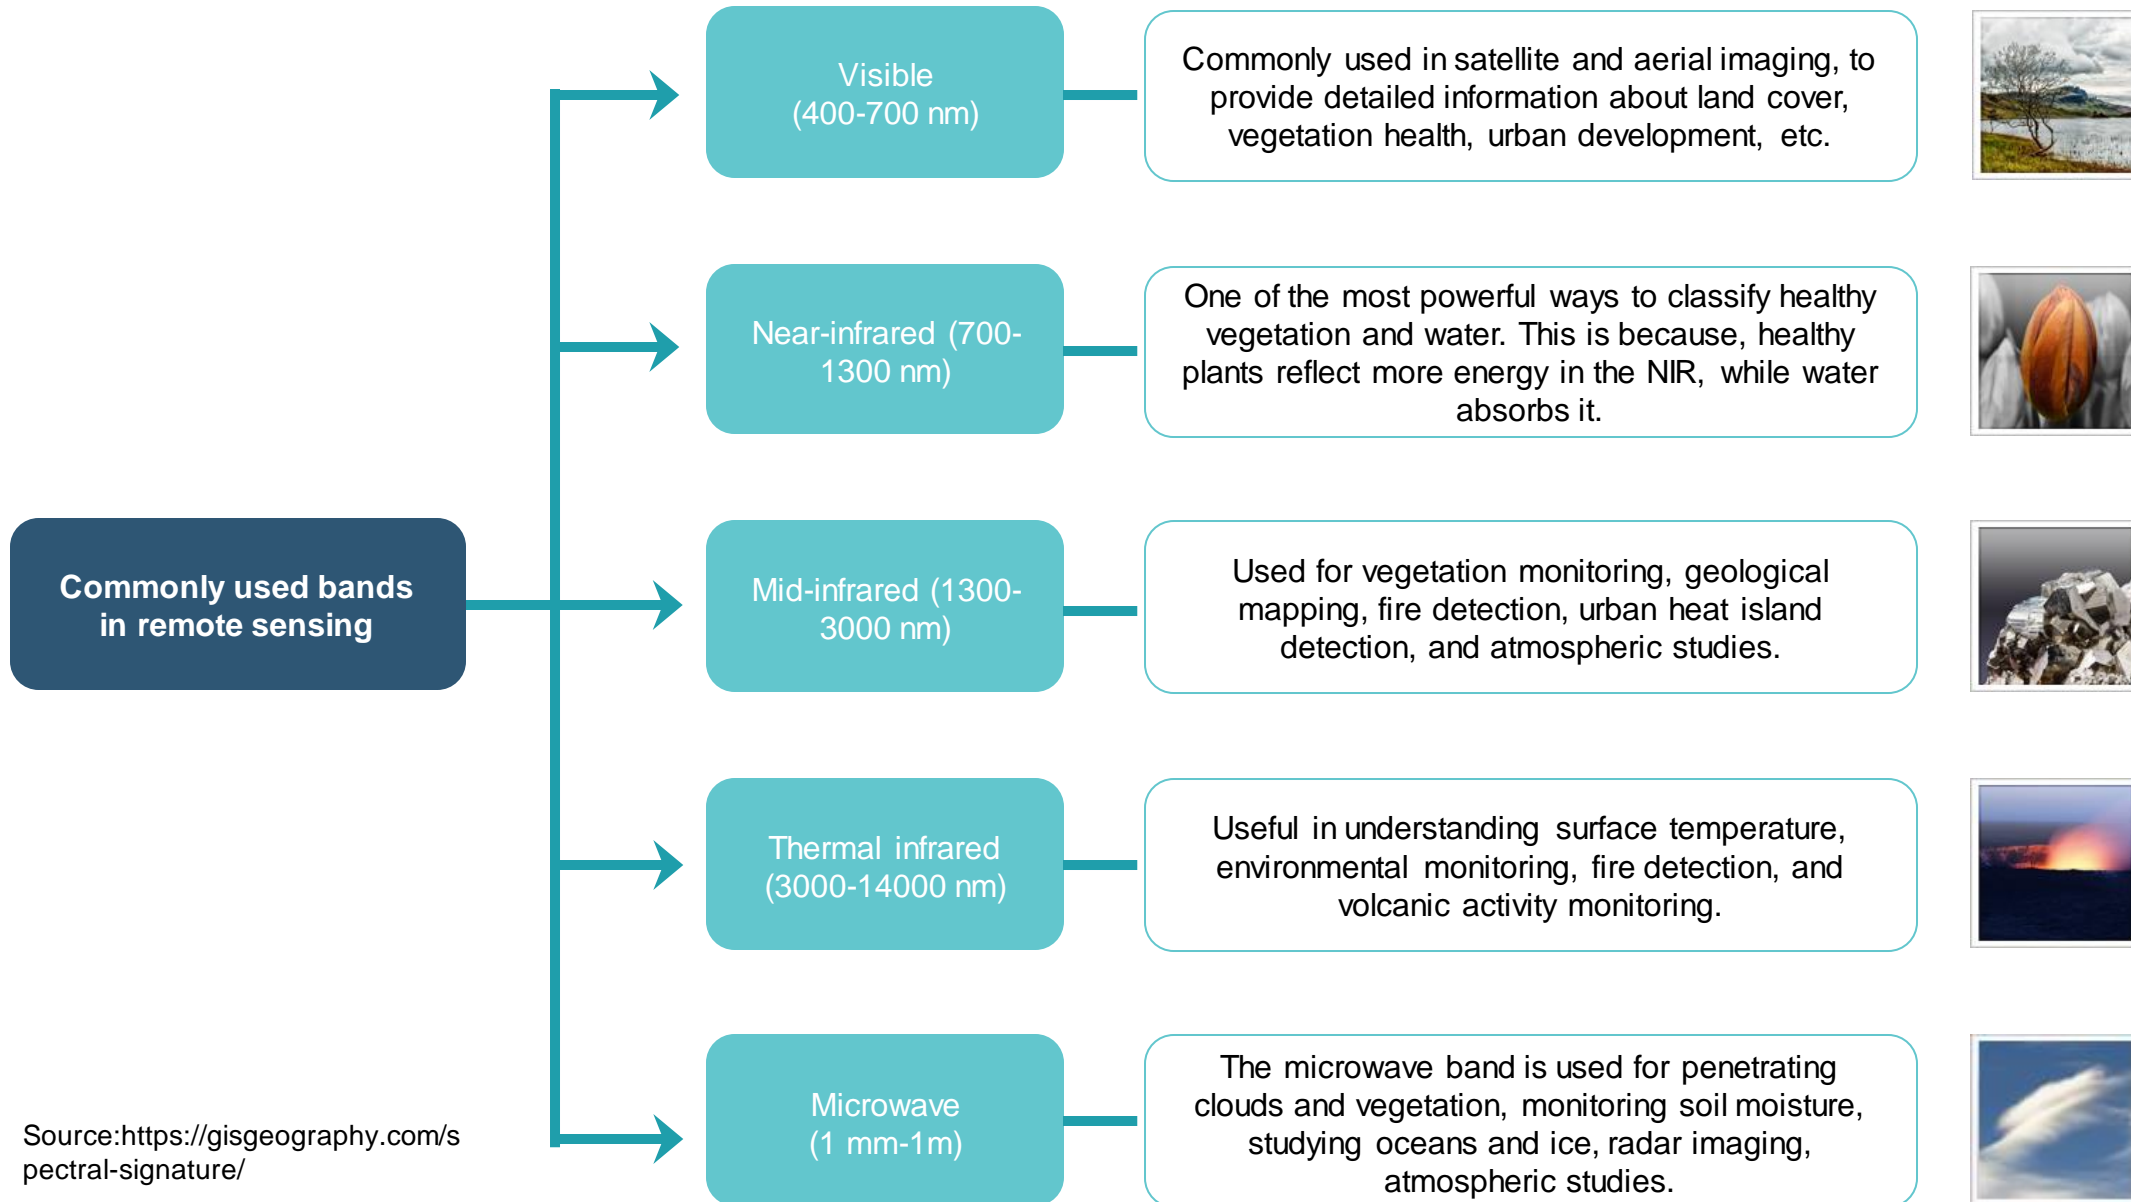 Visible
(400-700 nm)
Commonly used in satellite and aerial imaging, to
provide detailed information about land cover,
vegetation health, urban development, etc.
Near-infrared (700-
1300 nm)
One of the most powerful ways to classify healthy
vegetation and water. This is because, healthy
plants reflect more energy in the NIR, while water
absorbs it.
Commonly used bands
in remote sensing
Mid-infrared (1300-
3000 nm)
Used for vegetation monitoring, geological
mapping, fire detection, urban heat island
detection, and atmospheric studies.
Thermal infrared
(3000-14000 nm)
Useful in understanding surface temperature,
environmental monitoring, fire detection, and
volcanic activity monitoring.
Microwave
(1 mm-1m)
The microwave band is used for penetrating
clouds and vegetation, monitoring soil moisture,
studying oceans and ice, radar imaging,
atmospheric studies.
Source:https://gisgeography.com/s
pectral-signature/